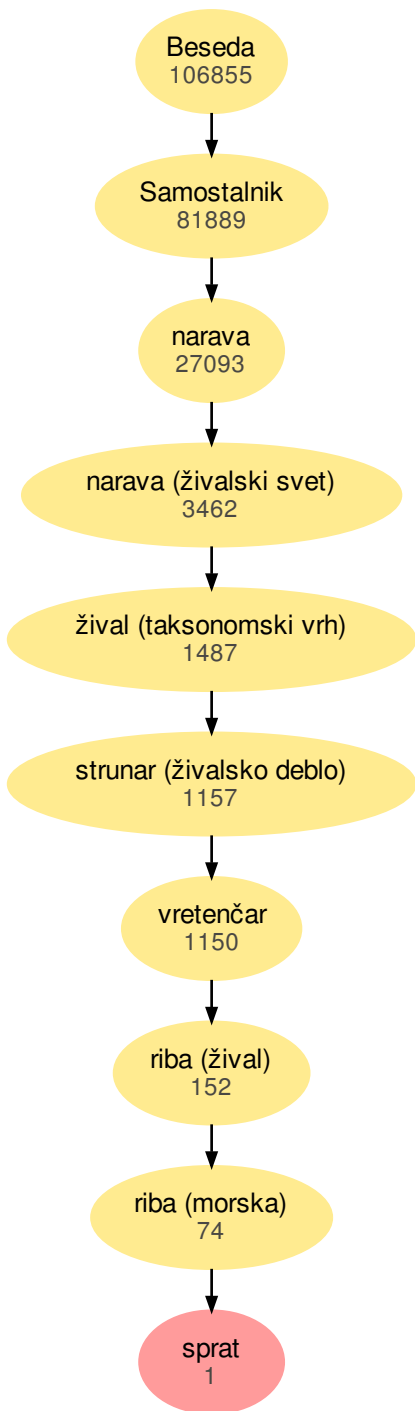 Beseda
106855
Samostalnik
81889
narava
27093
narava (živalski svet)
3462
žival (taksonomski vrh)
1487
strunar (živalsko deblo)
1157
vretenčar
1150
riba (žival)
152
riba (morska)
74
sprat
1